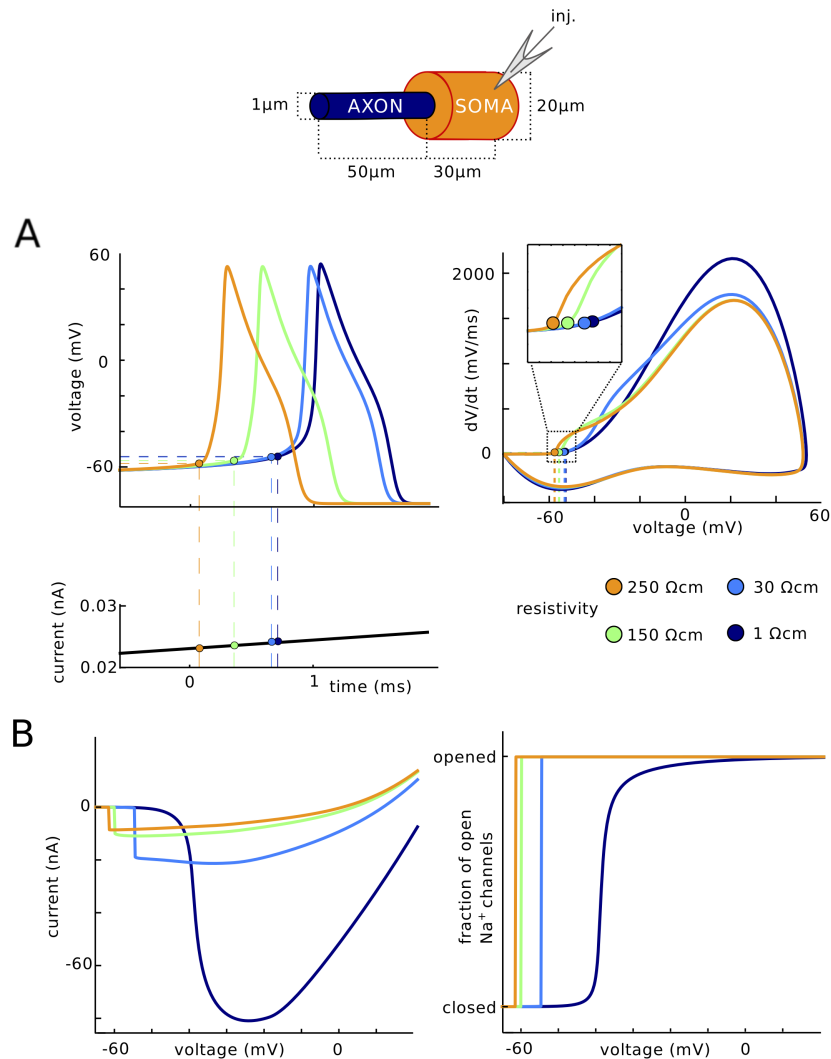 inj.
1µm
AXON
SOMA
20µm
50µm
30µm
A
60
0
-60
voltage (mV)
2000
0
dV/dt (mV/ms)
-60
0
60
voltage (mV)
0.03
0.02
current (nA)
0
1
time (ms)
resistivity
250 Ωcm
30 Ωcm
150 Ωcm
1 Ωcm
B
0
-60
current (nA)
-60
voltage (mV)
0
opened
closed
fraction of open
Na⁺ channels
-60
voltage (mV)
0